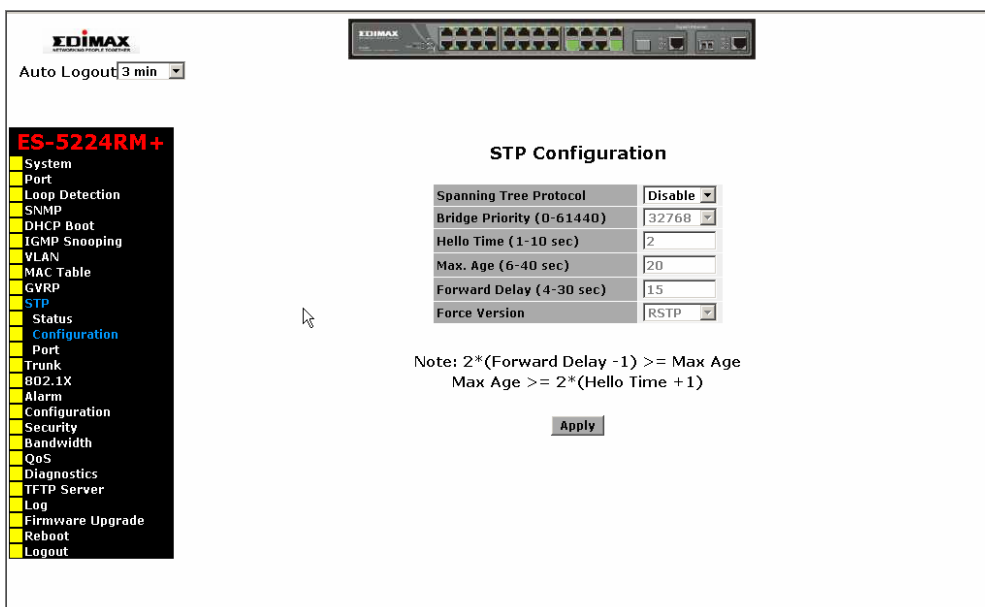 EDIMAX
NETWORKING PEOPLE TOGETHER
EDIMAX
Auto Logout 3 min
ES-5224RM+
System
Port
Loop Detection
SNMP
DHCP Boot
IGMP Snooping
VLAN
MAC Table
GVRP
STP
Status
Configuration
Port
Trunk
802.1X
Alarm
Configuration
Security
Bandwidth
QoS
Diagnostics
TFTP Server
Log
Firmware Upgrade
Reboot
Logout
STP Configuration
Spanning Tree Protocol Disable
Bridge Priority (0-61440) 32768
Hello Time (1-10 sec) 2
Max. Age (6-40 sec) 20
Forward Delay (4-30 sec) 15
Force Version RSTP
Note: 2*(Forward Delay -1) >= Max Age
Max Age >= 2*(Hello Time +1)
Apply